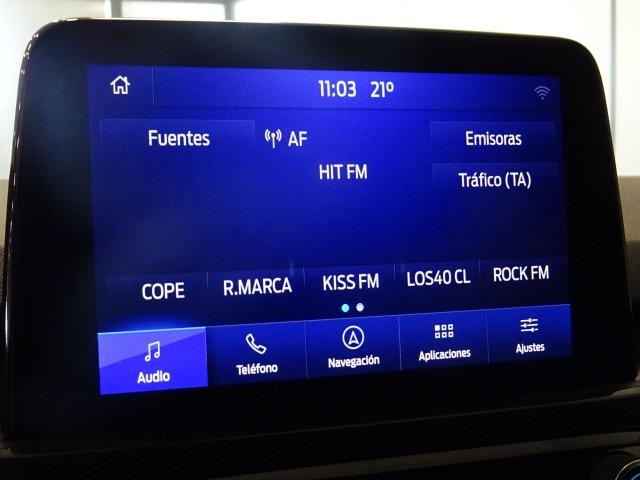 11:03 21º
Fuentes
AF
Emisoras
HIT FM
Tráfico (TA)
COPE
R.MARCA
KISS FM
LOS40 CL
ROCK FM
Audio
Teléfono
Navegación
Aplicaciones
Ajustes